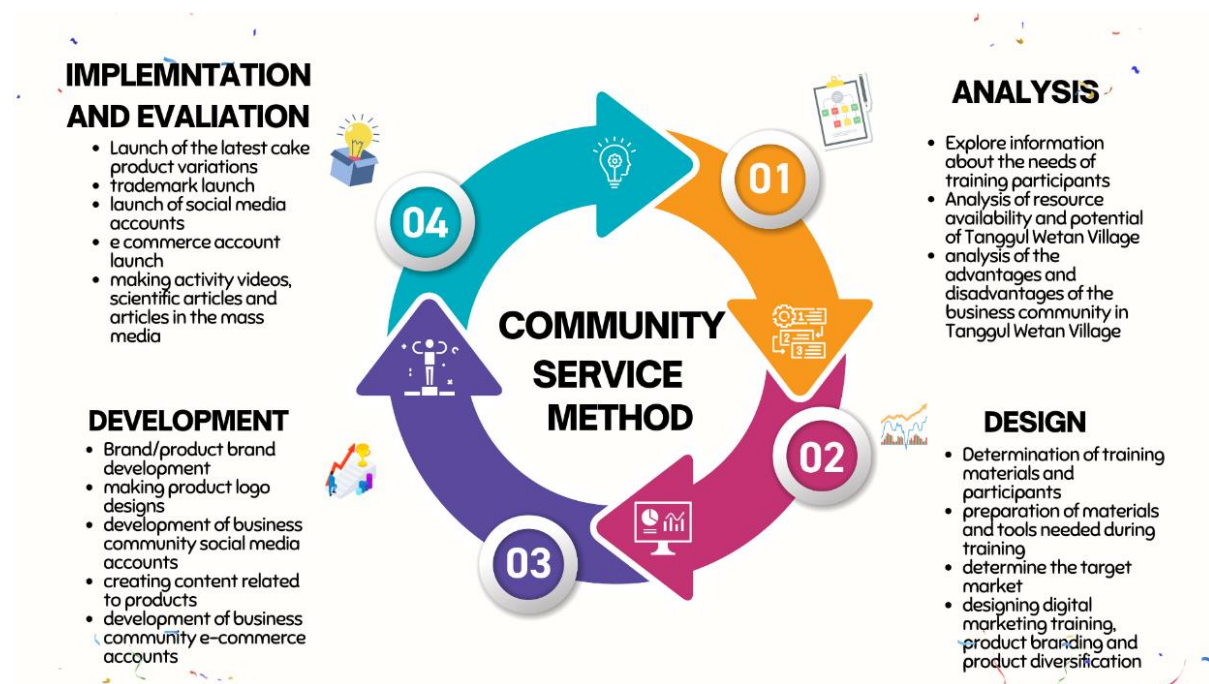 IMPLEMNTATION
AND EVALIATION
• Launch of the latest cake
product variations
• trademark launch
• launch of social media
accounts
• e commerce account
launch
• making activity videos,
scientific articles and
articles in the mass
media
ANALYSIS
• Explore information
about the needs of
training participants
• Analysis of resource
availability and potential
of Tanggul Wetan Village
• analysis of the
advantages and
disadvantages of the
business community in
Tanggul Wetan Village
01
04
1
2
3
COMMUNITY
SERVICE
METHOD
02
03
DEVELOPMENT
• Brand/product brand
development
• making product logo
designs
• development of business
community social media
accounts
• creating content related
to products
• development of business
community e-commerce
accounts
DESIGN
• Determination of training
materials and
participants
• preparation of materials
and tools needed during
training
• determine the target
market
• designing digital
marketing training,
product branding and
product diversification